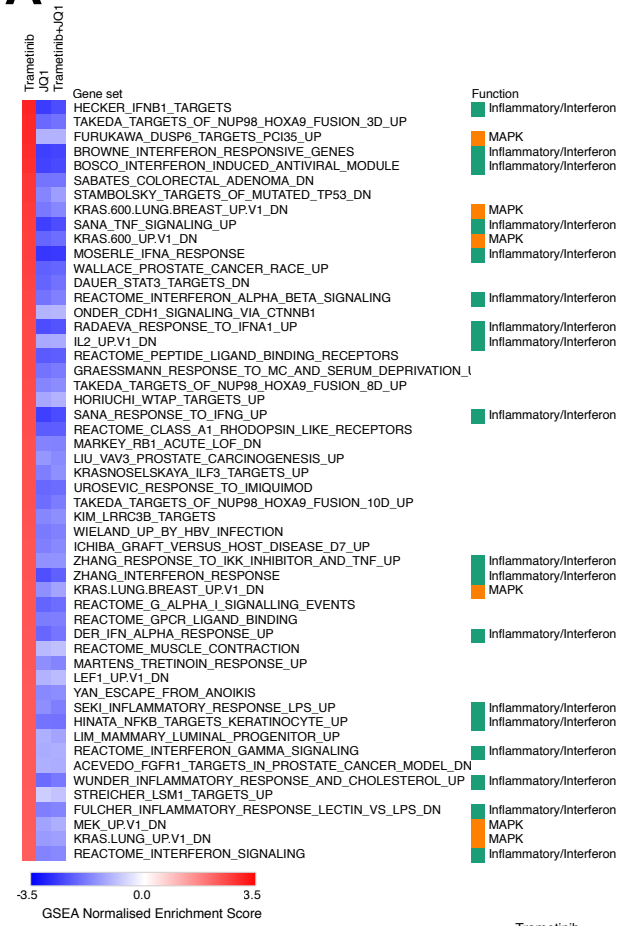 A
Trametinib
JQ1
Trametinib+JQ1
Gene set Function
HECKER_IFNB1_TARGETS Inflammatory/Interferon
TAKEDA_TARGETS_OF_NUP98_HOXA9_FUSION_3D_UP
FURUKAWA_DUSP6_TARGETS_PCI35_UP MAPK
BROWNE_INTERFERON_RESPONSIVE_GENES Inflammatory/Interferon
BOSCO_INTERFERON_INDUCED_ANTIVIRAL_MODULE Inflammatory/Interferon
SABATES_COLORECTAL_ADENOMA_DN
STAMBOLSKY_TARGETS_OF_MUTATED_TP53_DN
KRAS.600.LUNG.BREAST_UP.V1_DN MAPK
SANA_TNF_SIGNALING_UP Inflammatory/Interferon
KRAS.600_UP.V1_DN MAPK
MOSERLE_IFNA_RESPONSE Inflammatory/Interferon
WALLACE_PROSTATE_CANCER_RACE_UP
DAUER_STAT3_TARGETS_DN
REACTOME_INTERFERON_ALPHA_BETA_SIGNALING Inflammatory/Interferon
ONDER_CDH1_SIGNALING_VIA_CTNNB1
RADAEVA_RESPONSE_TO_IFNA1_UP Inflammatory/Interferon
IL2_UP.V1_DN Inflammatory/Interferon
REACTOME_PEPTIDE_LIGAND_BINDING_RECEPTORS
GRAESSMANN_RESPONSE_TO_MC_AND_SERUM_DEPRIVATION_U
TAKEDA_TARGETS_OF_NUP98_HOXA9_FUSION_8D_UP
HORIUCHI_WTAP_TARGETS_UP
SANA_RESPONSE_TO_IFNG_UP Inflammatory/Interferon
REACTOME_CLASS_A1_RHODOPSIN_LIKE_RECEPTORS
MARKEY_RB1_ACUTE_LOF_DN
LIU_VAV3_PROSTATE_CARCINOGENESIS_UP
KRASNOSELSKAYA_ILF3_TARGETS_UP
UROSEVIC_RESPONSE_TO_IMIQUIMOD
TAKEDA_TARGETS_OF_NUP98_HOXA9_FUSION_10D_UP
KIM_LRRC3B_TARGETS
WIELAND_UP_BY_HBV_INFECTION
ICHIBA_GRAFT_VERSUS_HOST_DISEASE_D7_UP
ZHANG_RESPONSE_TO_IKK_INHIBITOR_AND_TNF_UP Inflammatory/Interferon
ZHANG_INTERFERON_RESPONSE Inflammatory/Interferon
KRAS.LUNG.BREAST_UP.V1_DN MAPK
REACTOME_G_ALPHA_I_SIGNALLING_EVENTS
REACTOME_GPCR_LIGAND_BINDING
DER_IFN_ALPHA_RESPONSE_UP Inflammatory/Interferon
REACTOME_MUSCLE_CONTRACTION
MARTENS_TRETINOIN_RESPONSE_UP
LEF1_UP.V1_DN
YAN_ESCAPE_FROM_ANOIKIS
SEKI_INFLAMMATORY_RESPONSE_LPS_UP Inflammatory/Interferon
HINATA_NFKB_TARGETS_KERATINOCYTE_UP Inflammatory/Interferon
LIM_MAMMARY_LUMINAL_PROGENITOR_UP
REACTOME_INTERFERON_GAMMA_SIGNALING Inflammatory/Interferon
ACEVEDO_FGFR1_TARGETS_IN_PROSTATE_CANCER_MODEL_DN
WUNDER_INFLAMMATORY_RESPONSE_AND_CHOLESTEROL_UP Inflammatory/Interferon
STREICHER_LSM1_TARGETS_UP
FULCHER_INFLAMMATORY_RESPONSE_LECTIN_VS_LPS_DN Inflammatory/Interferon
MEK_UP.V1_DN MAPK
KRAS.LUNG_UP.V1_DN MAPK
REACTOME_INTERFERON_SIGNALING Inflammatory/Interferon
-3.5 0.0 3.5
GSEA Normalised Enrichment Score
Trametinib